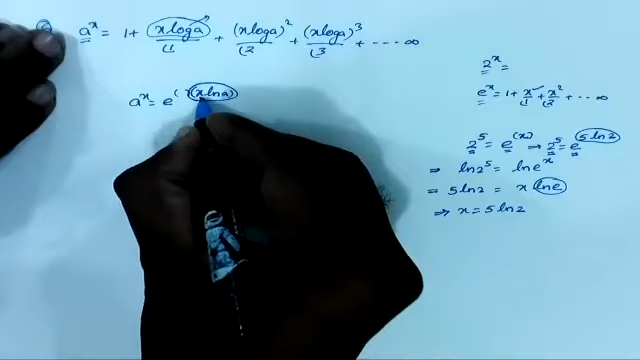 ⑥ a^x = 1 + (x log a)/⌊1 + (x log a)^2/⌊2 + (x log a)^3/⌊3 + ---- ∞
2^x =
a^x = e^( )(x ln a)
e^x = 1 + x/⌊1 + x^2/⌊2 + --- ∞
2^5 = e^(x) → 2^5 = e^(5 ln 2)
⇒ ln 2^5 = ln e^x
= 5 ln 2 = x ln e
⇒ x = 5 ln 2